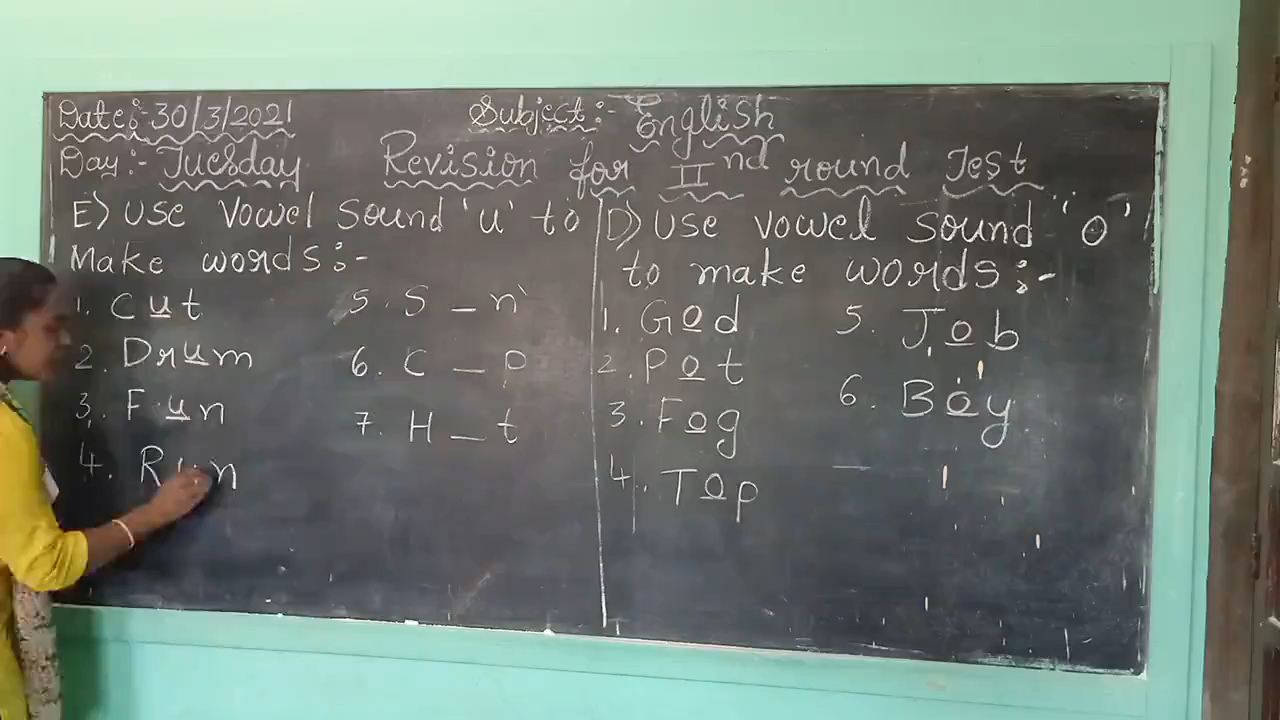 Date:-30/3/2021
Subject:- English
Day:- Tuesday
Revision for IInd round Test
E) Use vowel sound 'u' to
Make words:-
1. Cut
2. Drum
3. Fun
4. Run
5. S _ n
6. C _ p
7. H _ t
D) Use vowel sound 'o'
to make words:-
1. God
2. Pot
3. Fog
4. Top
5. Job
6. Boy